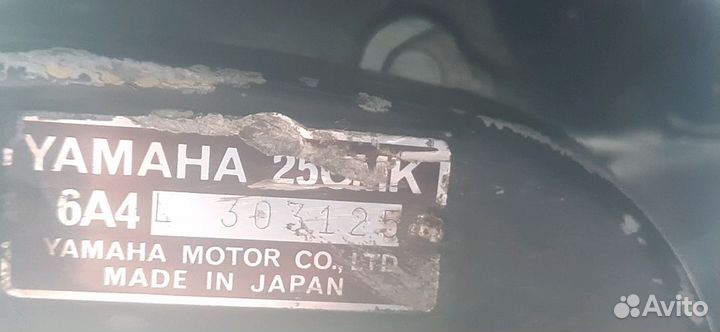 YAMAHA
6A4 L 303125
YAMAHA MOTOR CO., LTD
MADE IN JAPAN
Avito